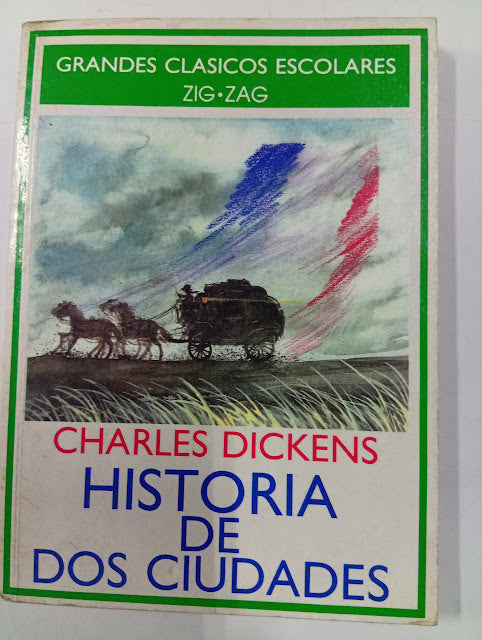 GRANDES CLASICOS ESCOLARES
ZIG•ZAG
CHARLES DICKENS
HISTORIA
DE
DOS CIUDADES